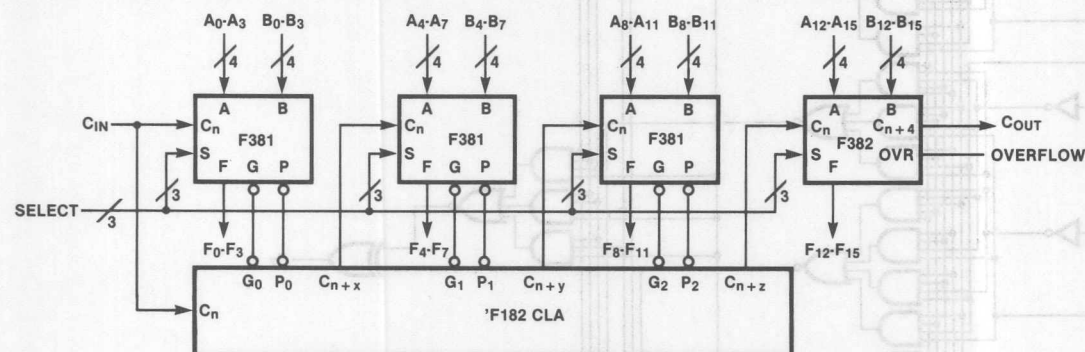 A0-A3 B0-B3 A4-A7 B4-B7 A8-A11 B8-B11 A12-A15 B12-B15
4 4 4 4 4 4 4 4
A B A B A B A B
CIN Cn F381 Cn F381 Cn F381 Cn F382 Cn+4 COUT
S F G P S F G P S F G P S F OVR OVERFLOW
3 3 3 3
SELECT 3
F0-F3 F4-F7 F8-F11 F12-F15
G0 P0 Cn+x G1 P1 Cn+y G2 P2 Cn+z
Cn 'F182 CLA